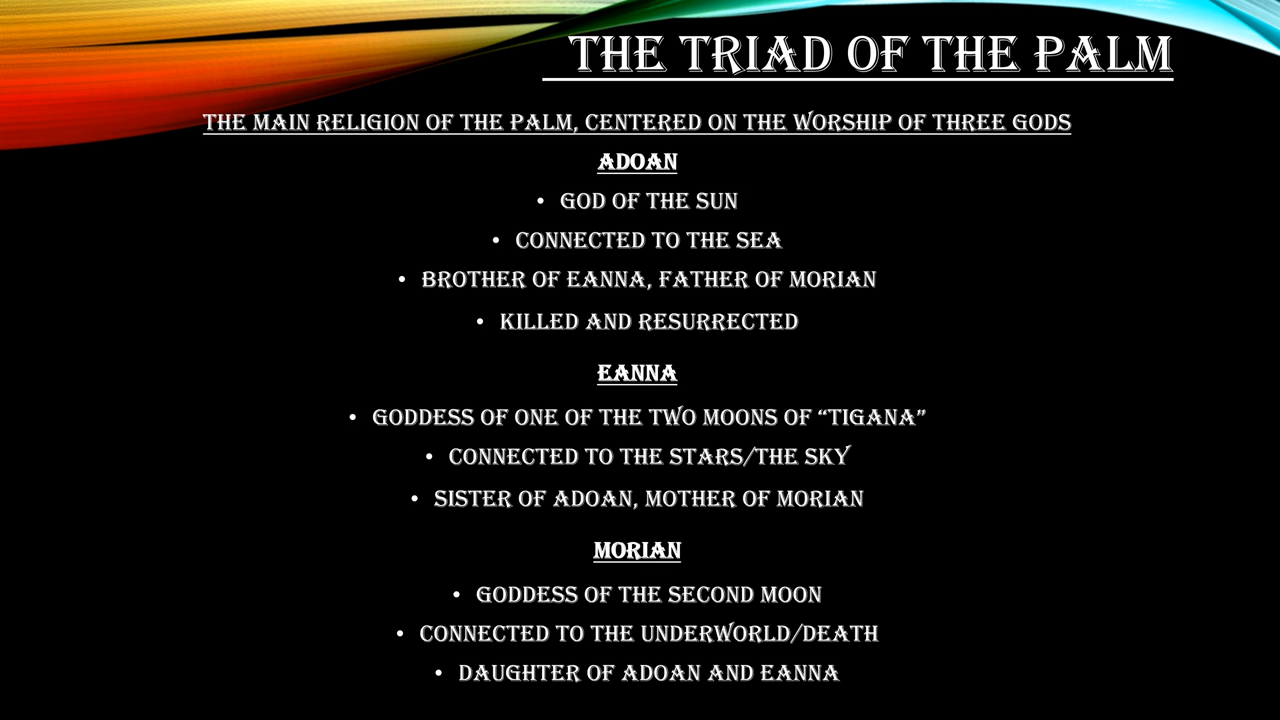 THE TRIAD OF THE PALM
THE MAIN RELIGION OF THE PALM, CENTERED ON THE WORSHIP OF THREE GODS
ADOAN
• GOD OF THE SUN
• CONNECTED TO THE SEA
• BROTHER OF EANNA, FATHER OF MORIAN
• KILLED AND RESURRECTED
EANNA
• GODDESS OF ONE OF THE TWO MOONS OF “TIGANA”
• CONNECTED TO THE STARS/THE SKY
• SISTER OF ADOAN, MOTHER OF MORIAN
MORIAN
• GODDESS OF THE SECOND MOON
• CONNECTED TO THE UNDERWORLD/DEATH
• DAUGHTER OF ADOAN AND EANNA